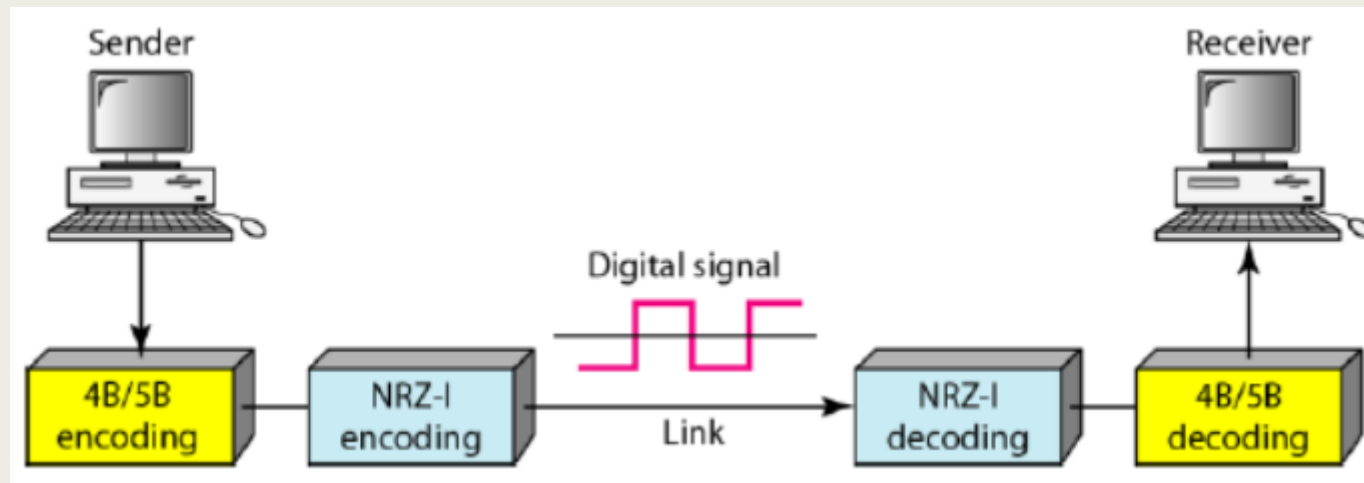 Sender
Receiver
Digital signal
4B/5B
encoding
NRZ-I
encoding
Link
NRZ-I
decoding
4B/5B
decoding